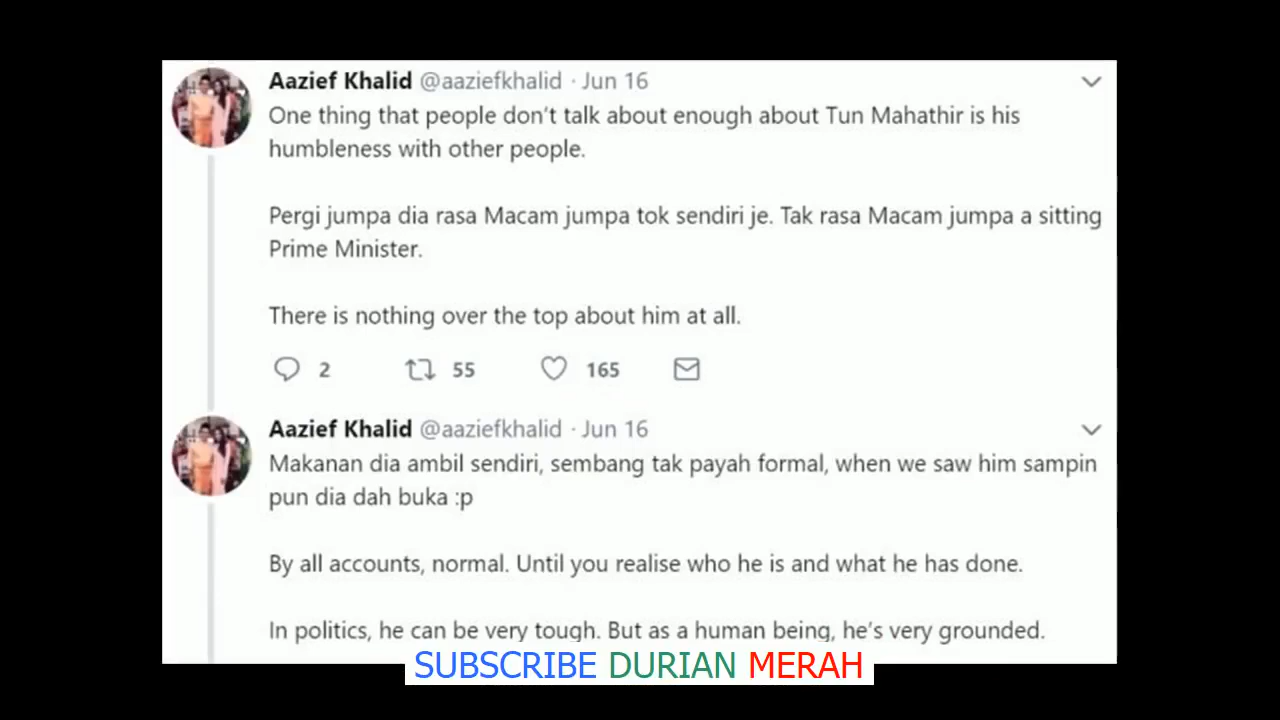 Aazief Khalid @aaziefkhalid · Jun 16
One thing that people don't talk about enough about Tun Mahathir is his
humbleness with other people.
Pergi jumpa dia rasa Macam jumpa tok sendiri je. Tak rasa Macam jumpa a sitting
Prime Minister.
There is nothing over the top about him at all.
2 55 165
Aazief Khalid @aaziefkhalid · Jun 16
Makanan dia ambil sendiri, sembang tak payah formal, when we saw him sampin
pun dia dah buka :p
By all accounts, normal. Until you realise who he is and what he has done.
In politics, he can be very tough. But as a human being, he's very grounded.
SUBSCRIBE DURIAN MERAH